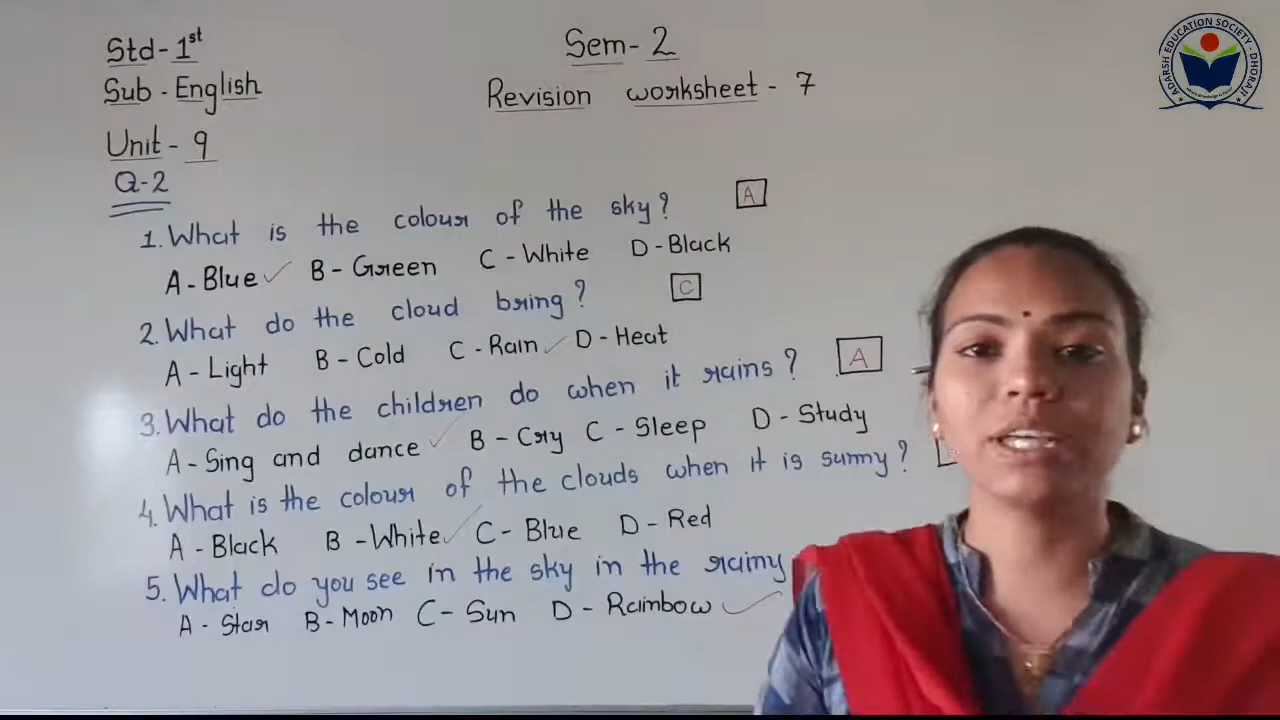 Std - 1st
Sem - 2
Sub - English
Revision worksheet - 7
Unit - 9
Q-2
1. What is the colour of the sky? A
A - Blue ✓ B - Green C - White D - Black
2. What do the cloud bring? C
A - Light B - Cold C - Rain ✓ D - Heat
3. What do the children do when it rains? A
A - Sing and dance ✓ B - Cry C - Sleep D - Study
4. What is the colour of the clouds when it is sunny?
A - Black B - White ✓ C - Blue D - Red
5. What do you see in the sky in the rainy
A - Star B - Moon C - Sun D - Rainbow ✓
ADARSH EDUCATION SOCIETY - DHORAJI